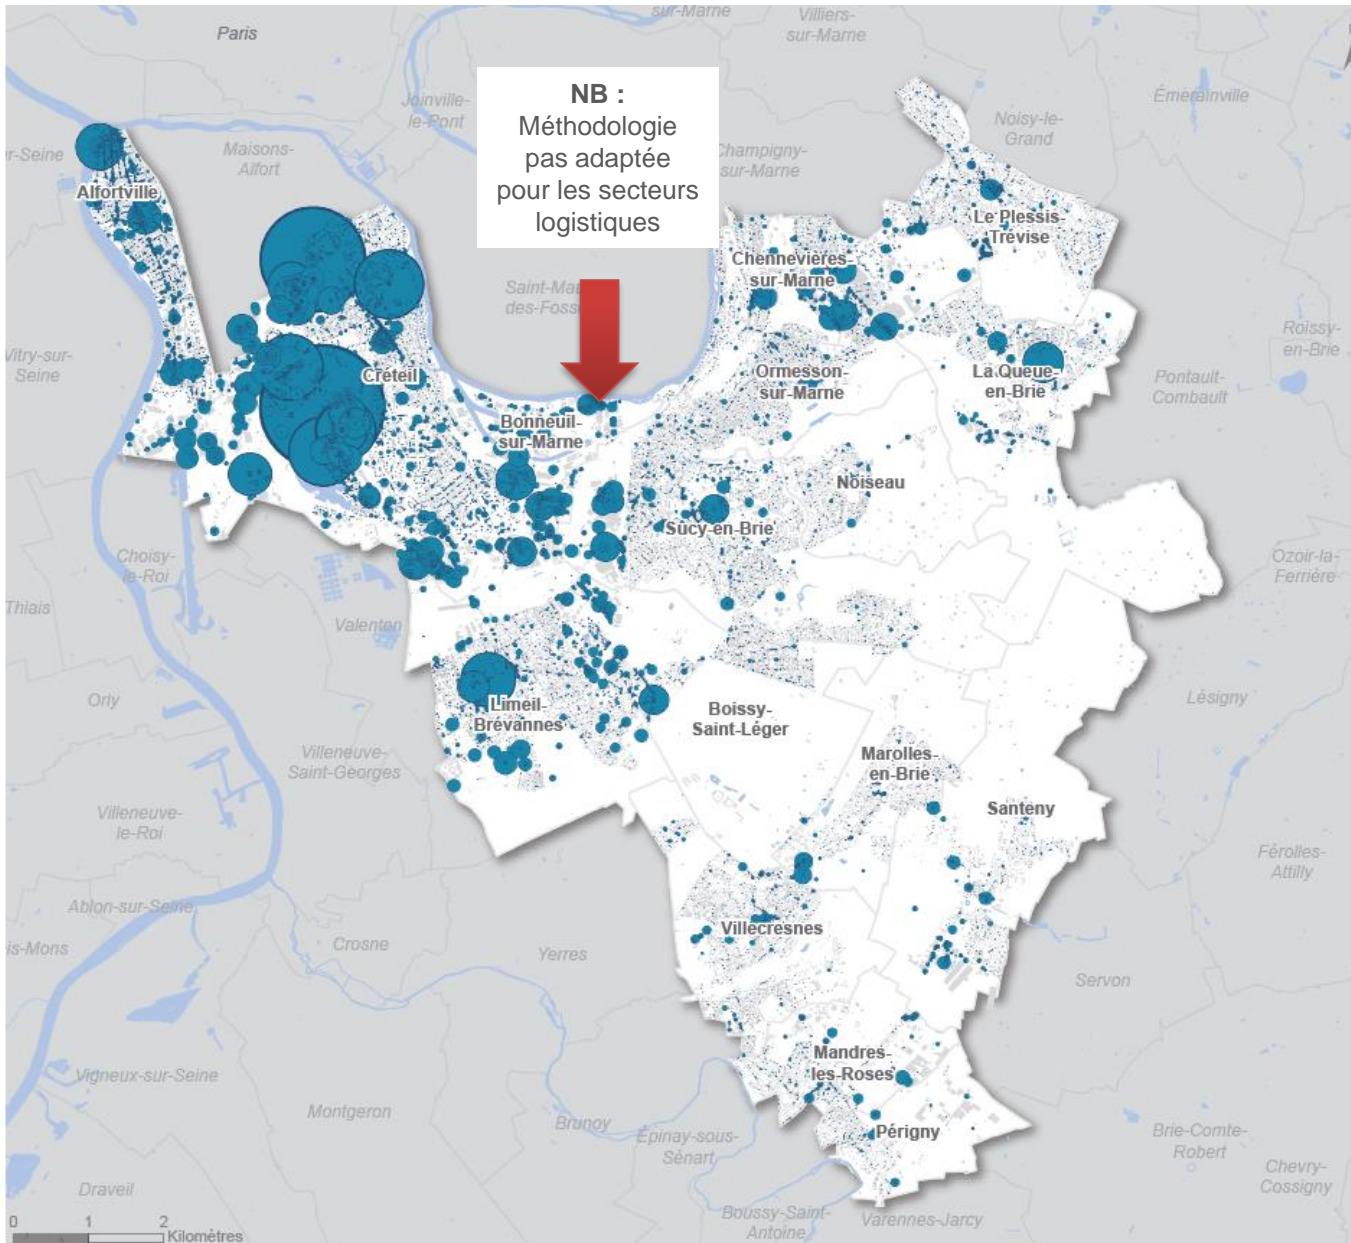 sur-Marne
Villiers-
sur-Marne
Paris
Émerainville
Joinville-
le-Pont
Noisy-le-
Grand
NB :
Méthodologie
pas adaptée
pour les secteurs
logistiques
Maisons-
Alfort
Champigny-
sur-Marne
Alfortville
Le Plessis-
Trévise
Chennevières-
sur-Marne
Roissy-
en-Brie
Vitry-sur-
Seine
Créteil
Ormesson-
sur-Marne
La Queue-
en-Brie
Pontault-
Combault
Bonneuil-
sur-Marne
Noiseau
Sucy-en-Brie
Choisy-
le-Roi
Ozoir-la-
Ferrière
Thiais
Valenton
Orly
Lésigny
Limeil-
Brévannes
Boissy-
Saint-Léger
Villeneuve-
Saint-Georges
Marolles-
en-Brie
Santeny
Villeneuve-
le-Roi
Férolles-
Attilly
Ablon-sur-Seine
Villecresnes
is-Mons
Crosne
Yerres
Servon
Mandres-
les-Roses
Vigneux-sur-Seine
Montgeron
Brunoy
Épinay-sous-
Sénart
Périgny
Brie-Comte-
Robert
Chevry-
Cossigny
Draveil
Boussy-Saint-
Antoine
Varennes-Jarcy
0 1 2
Kilomètres